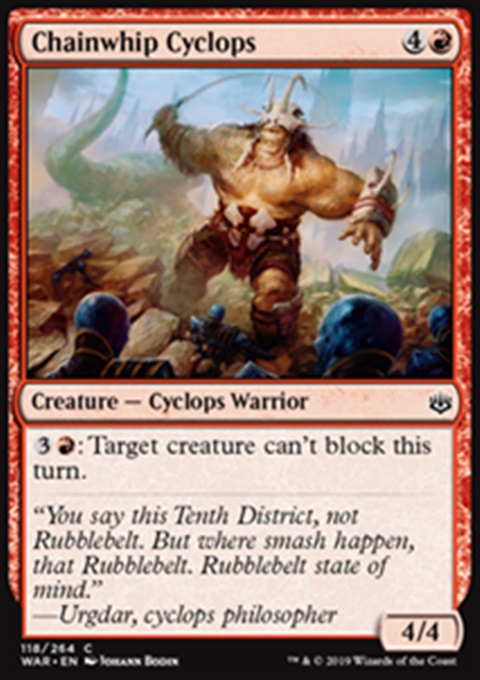 Chainwhip Cyclops 4
Creature — Cyclops Warrior
3: Target creature can't block this
turn.
“You say this Tenth District, not
Rubblebelt. But where smash happen,
that Rubblebelt. Rubblebelt state of
mind.”
—Urgdar, cyclops philosopher
4/4
118/264 C
WAR • EN Johann Bodin
™ & © 2019 Wizards of the Coast